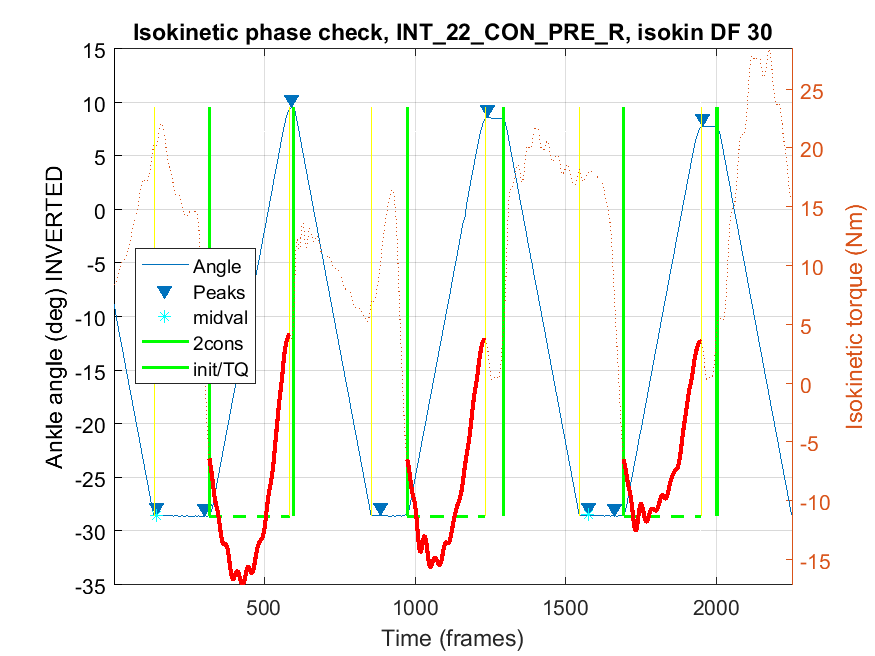 Isokinetic phase check, INT_22_CON_PRE_R, isokin DF 30
Ankle angle (deg) INVERTED
15
10
5
0
-5
-10
-15
-20
-25
-30
-35
Angle
Peaks
midval
2cons
init/TQ
25
20
15
10
5
0
-5
-10
-15
Isokinetic torque (Nm)
500
1000
1500
2000
Time (frames)